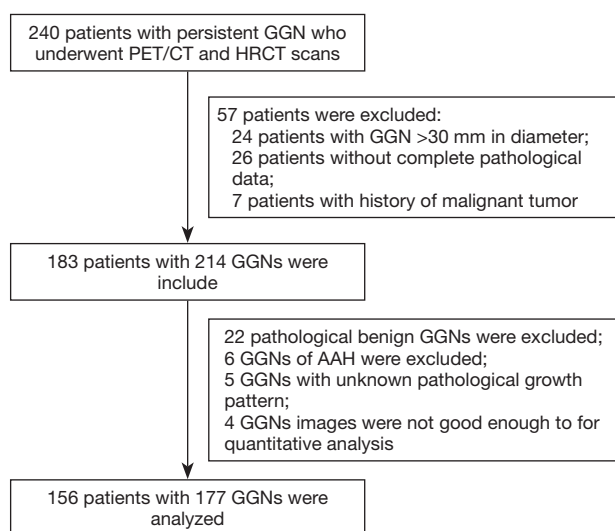 240 patients with persistent GGN who
underwent PET/CT and HRCT scans
57 patients were excluded:
24 patients with GGN >30 mm in diameter;
26 patients without complete pathological
data;
7 patients with history of malignant tumor
183 patients with 214 GGNs were
include
22 pathological benign GGNs were excluded;
6 GGNs of AAH were excluded;
5 GGNs with unknown pathological growth
pattern;
4 GGNs images were not good enough to for
quantitative analysis
156 patients with 177 GGNs were
analyzed